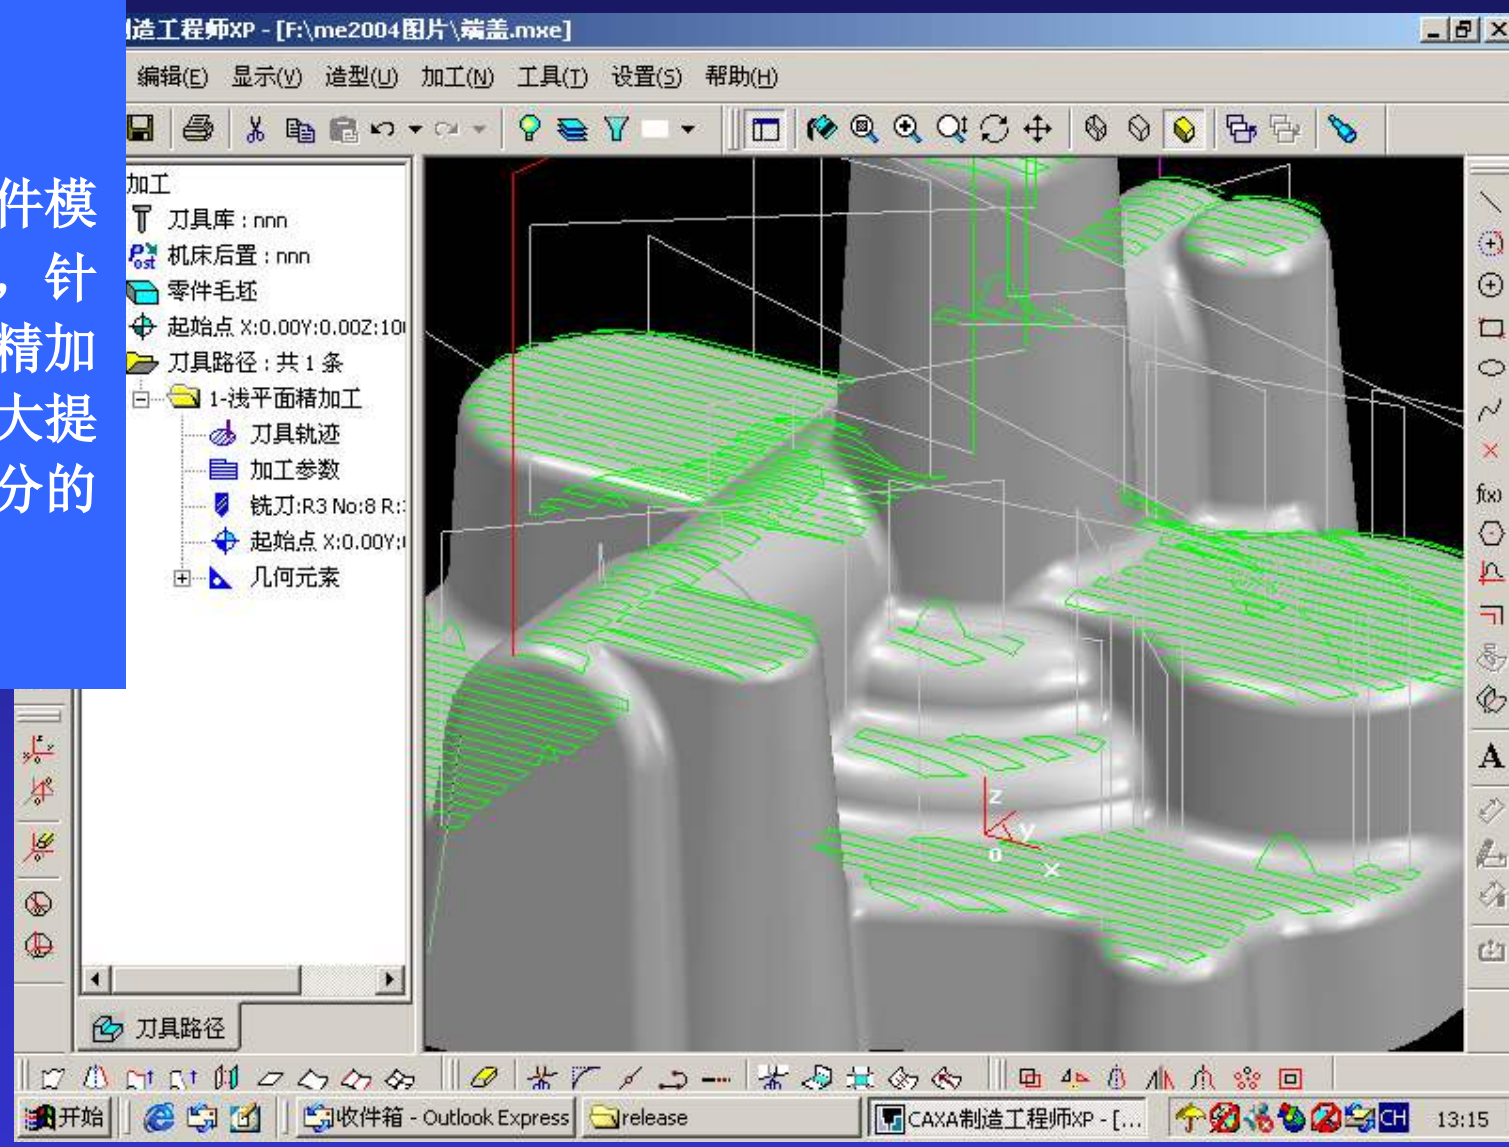 制造工程师XP - [F:\me2004图片\端盖.mxe]
编辑(E) 显示(V) 造型(U) 加工(N) 工具(T) 设置(S) 帮助(H)
件模
，针
精加
大提
分的
加工
刀具库 : nnn
Post 机床后置 : nnn
零件毛坯
起始点 X:0.00Y:0.00Z:10
刀具路径 : 共 1 条
1-浅平面精加工
刀具轨迹
加工参数
铣刀:R3 No:8 R:
起始点 X:0.00Y:
几何元素
f(x)
A
z
y
o
x
刀具路径
开始
收件箱 - Outlook Express
release
CAXA制造工程师XP - [...
CH
13:15